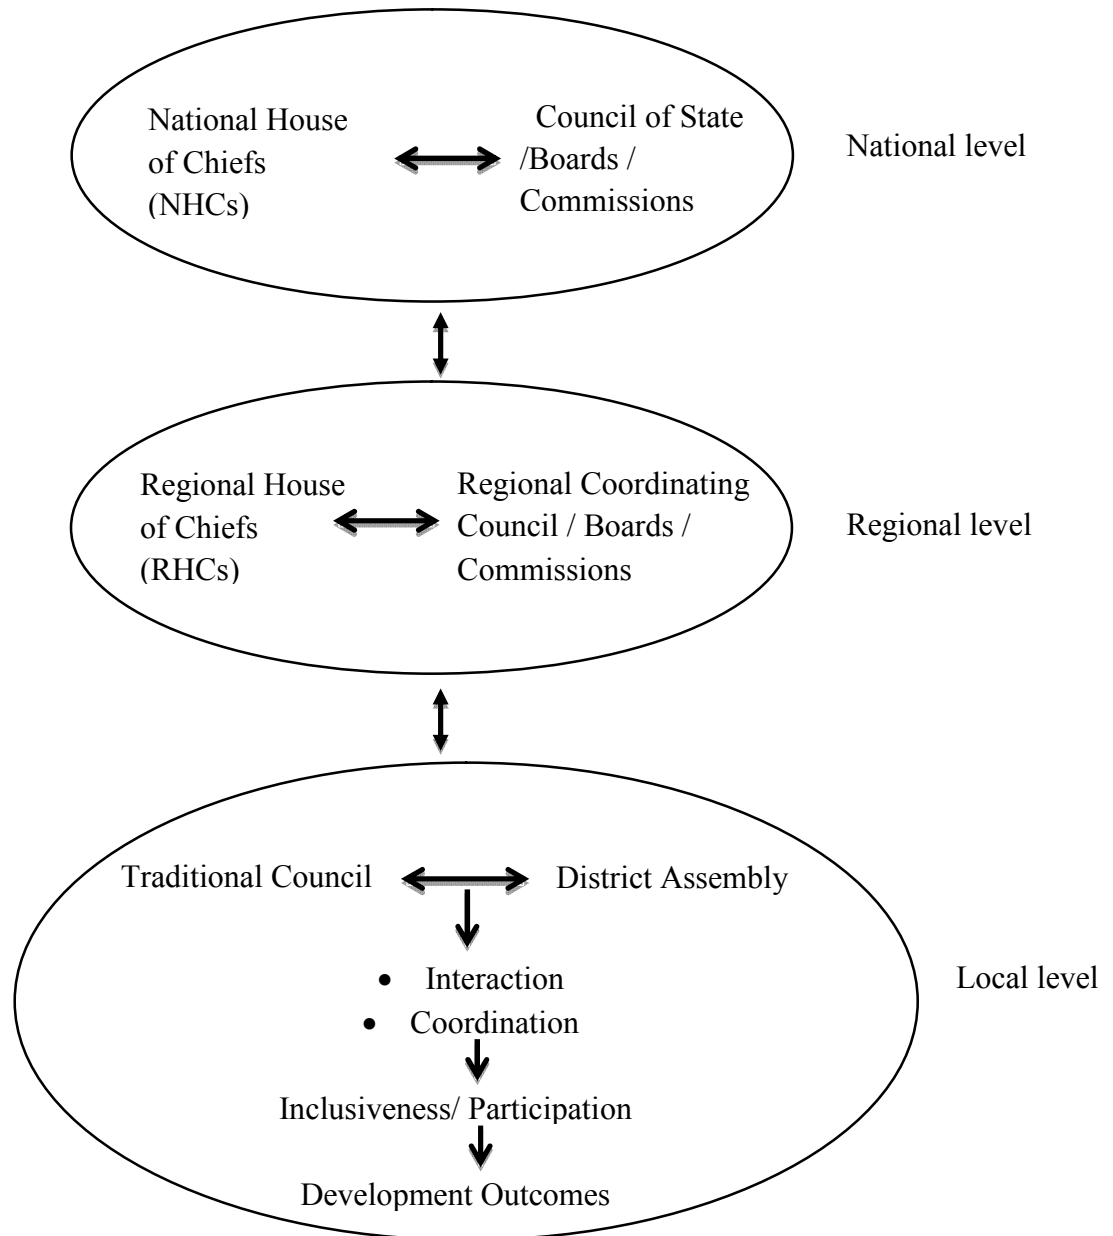 National House
of Chiefs
(NHCs)
Council of State
/Boards /
Commissions
National level
Regional House
of Chiefs
(RHCs)
Regional Coordinating
Council / Boards /
Commissions
Regional level
Traditional Council
District Assembly
• Interaction
• Coordination
Inclusiveness/ Participation
Development Outcomes
Local level